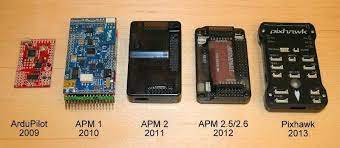 pixhawk
ArduPilot
2009
APM 1
2010
APM 2
2011
APM 2.5/2.6
2012
Pixhawk
2013